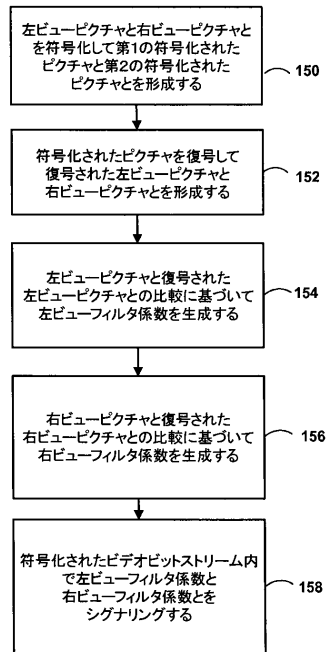 左ビューピクチャと右ビューピクチャと
を符号化して第1の符号化された
ピクチャと第2の符号化された
ピクチャとを形成する
150
符号化されたピクチャを復号して
復号された左ビューピクチャと
右ビューピクチャとを形成する
152
左ビューピクチャと復号された
左ビューピクチャとの比較に基づいて
左ビューフィルタ係数を生成する
154
右ビューピクチャと復号された
右ビューピクチャとの比較に基づいて
右ビューフィルタ係数を生成する
156
符号化されたビデオビットストリーム内
で左ビューフィルタ係数と
右ビューフィルタ係数とを
シグナリングする
158